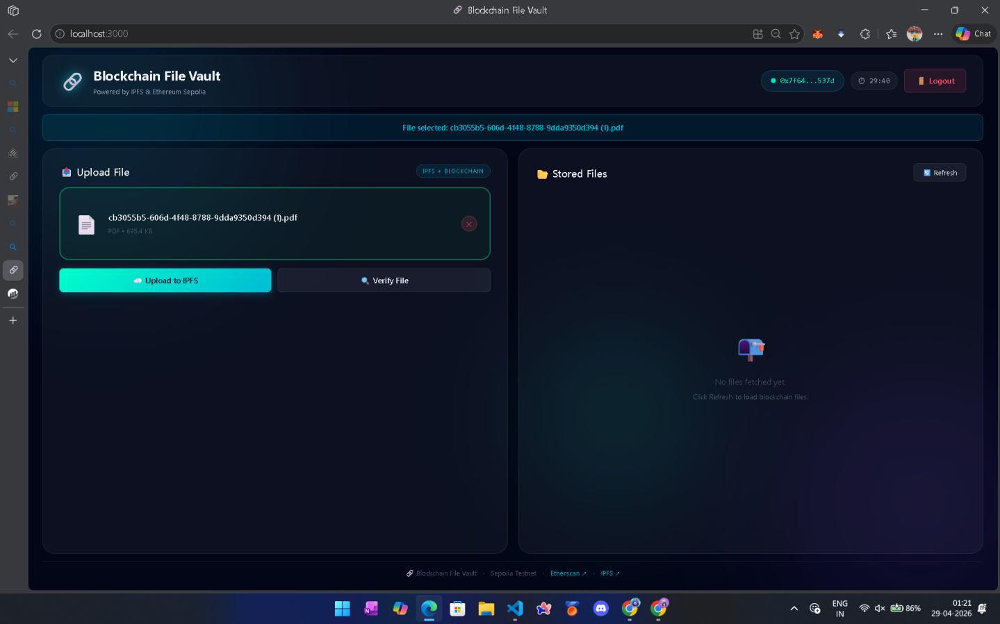 Blockchain File Vault
localhost:3000
Chat
Blockchain File Vault
Powered by IPFS & Ethereum Sepolia
0x7f64...537d
29:40
Logout
File selected: cb3055b5-606d-4f48-8788-9dda9350d394 (1).pdf
Upload File
IPFS + BLOCKCHAIN
cb3055b5-606d-4f48-8788-9dda9350d394 (1).pdf
PDF • 695.4 KB
Upload to IPFS
Verify File
Stored Files
Refresh
No files fetched yet.
Click Refresh to load blockchain files.
Blockchain File Vault · Sepolia Testnet · Etherscan ↗ · IPFS ↗
ENG
IN
86%
01:21
29-04-2026